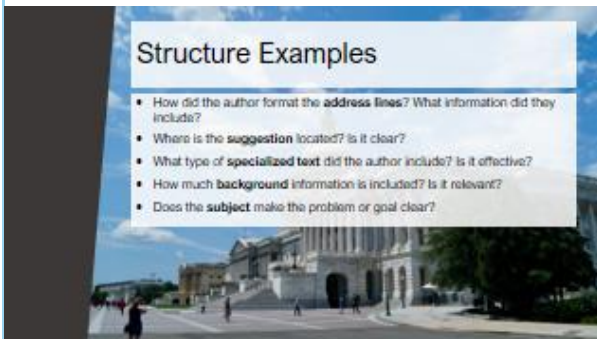 Structure Examples
• How did the author format the address lines? What information did they
include?
• Where is the suggestion located? Is it clear?
• What type of specialized text did the author include? Is it effective?
• How much background information is included? Is it relevant?
• Does the subject make the problem or goal clear?